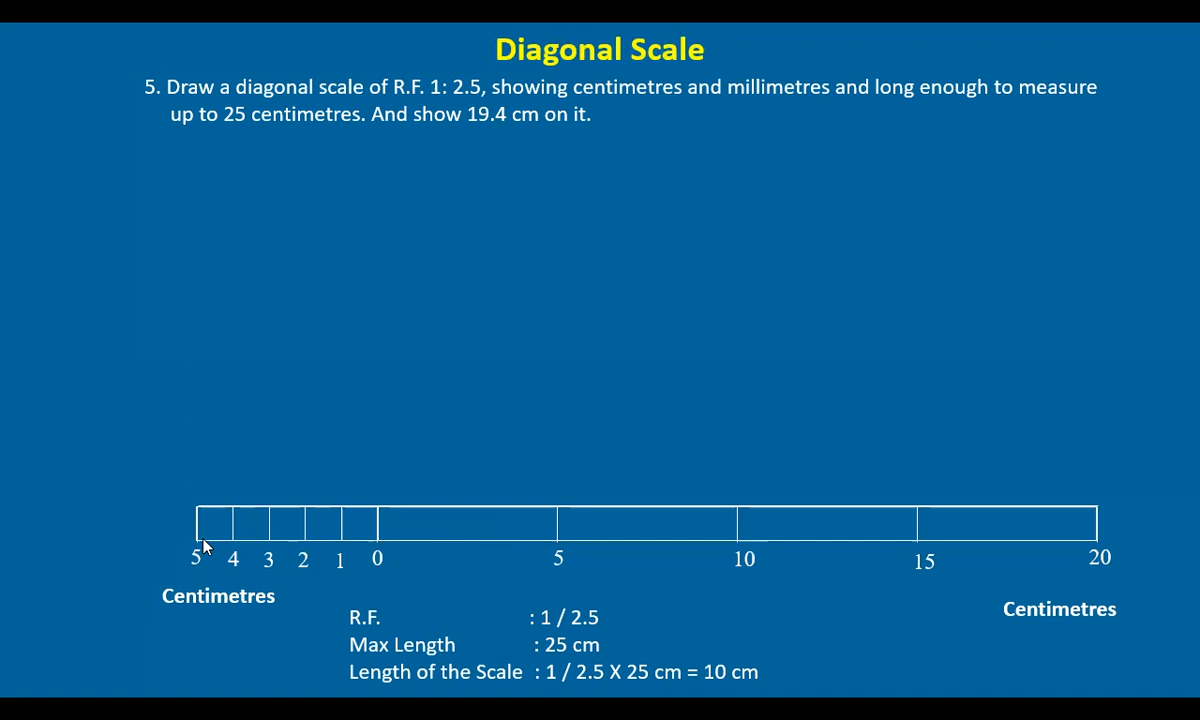 Diagonal Scale
5. Draw a diagonal scale of R.F. 1: 2.5, showing centimetres and millimetres and long enough to measure
up to 25 centimetres. And show 19.4 cm on it.
5 4 3 2 1 0 5 10 15 20
Centimetres
Centimetres
R.F. : 1 / 2.5
Max Length : 25 cm
Length of the Scale : 1 / 2.5 X 25 cm = 10 cm